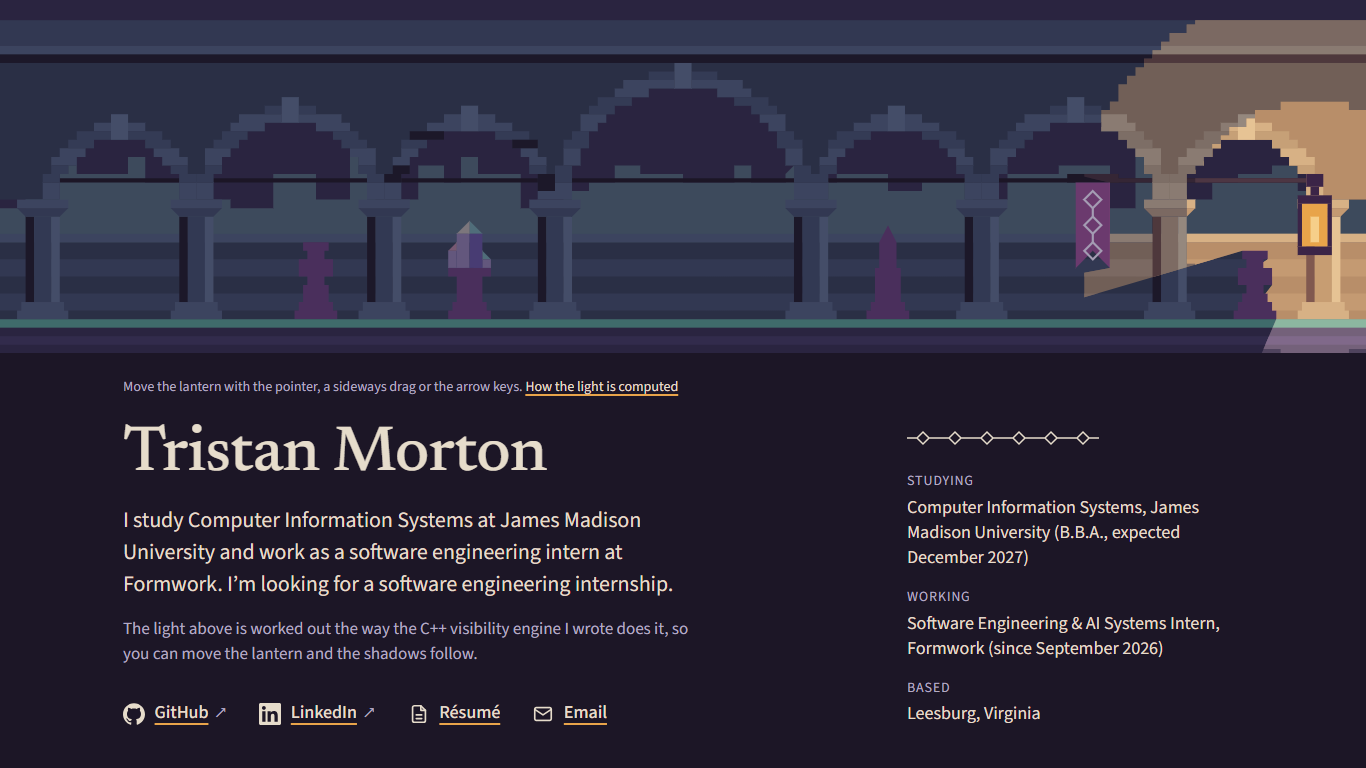 Move the lantern with the pointer, a sideways drag or the arrow keys. How the light is computed
Tristan Morton
I study Computer Information Systems at James Madison
University and work as a software engineering intern at
Formwork. I’m looking for a software engineering internship.
The light above is worked out the way the C++ visibility engine I wrote does it, so
you can move the lantern and the shadows follow.
GitHub ↗ LinkedIn ↗ Résumé Email
STUDYING
Computer Information Systems, James
Madison University (B.B.A., expected
December 2027)
WORKING
Software Engineering & AI Systems Intern,
Formwork (since September 2026)
BASED
Leesburg, Virginia